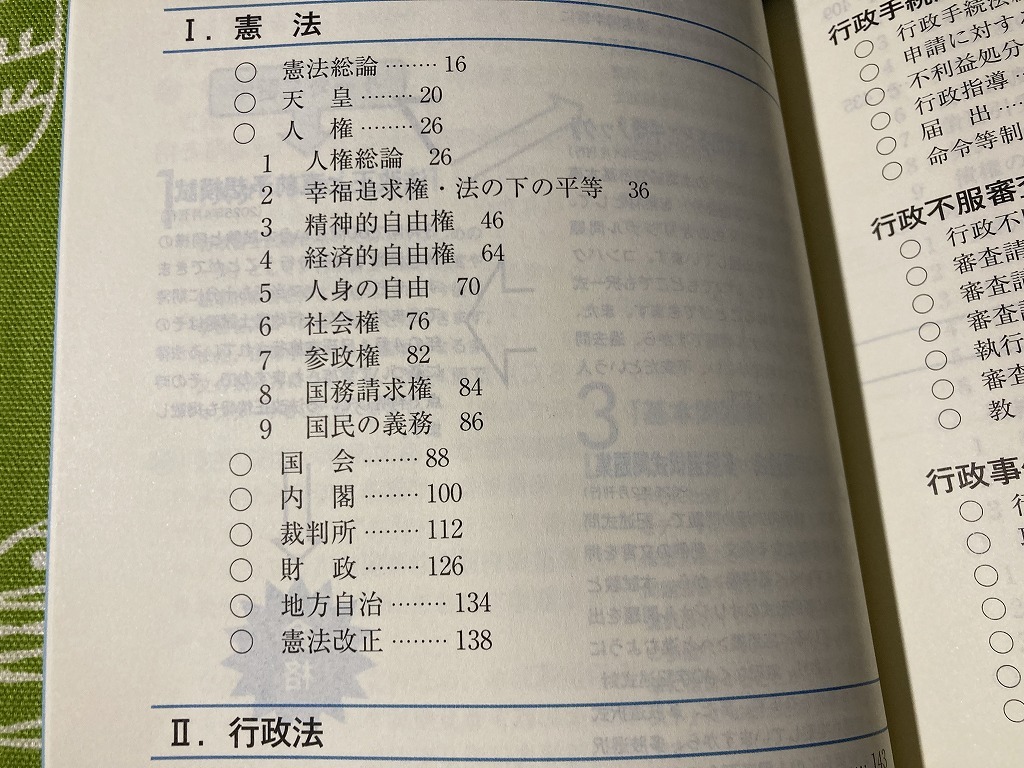 Ⅰ. 憲 法
○ 憲法総論 ……… 16
○ 天 皇 ……… 20
○ 人 権 ……… 26
1 人権総論 26
2 幸福追求権・法の下の平等 36
3 精神的自由権 46
4 経済的自由権 64
5 人身の自由 70
6 社会権 76
7 参政権 82
8 国務請求権 84
9 国民の義務 86
○ 国 会 ……… 88
○ 内 閣 ……… 100
○ 裁判所 ……… 112
○ 財 政 ……… 126
○ 地方自治 ……… 134
○ 憲法改正 ……… 138
Ⅱ. 行政法
143
行政手続
○ 行政手続法
○ 申請に対す
○ 不利益処分
○ 行政指導
○ 届 出……
○ 命令等制
行政不服審
○ 行政不
○ 審査請
○ 審査
○ 審査
○ 執行
○ 審査
○ 教
行政事